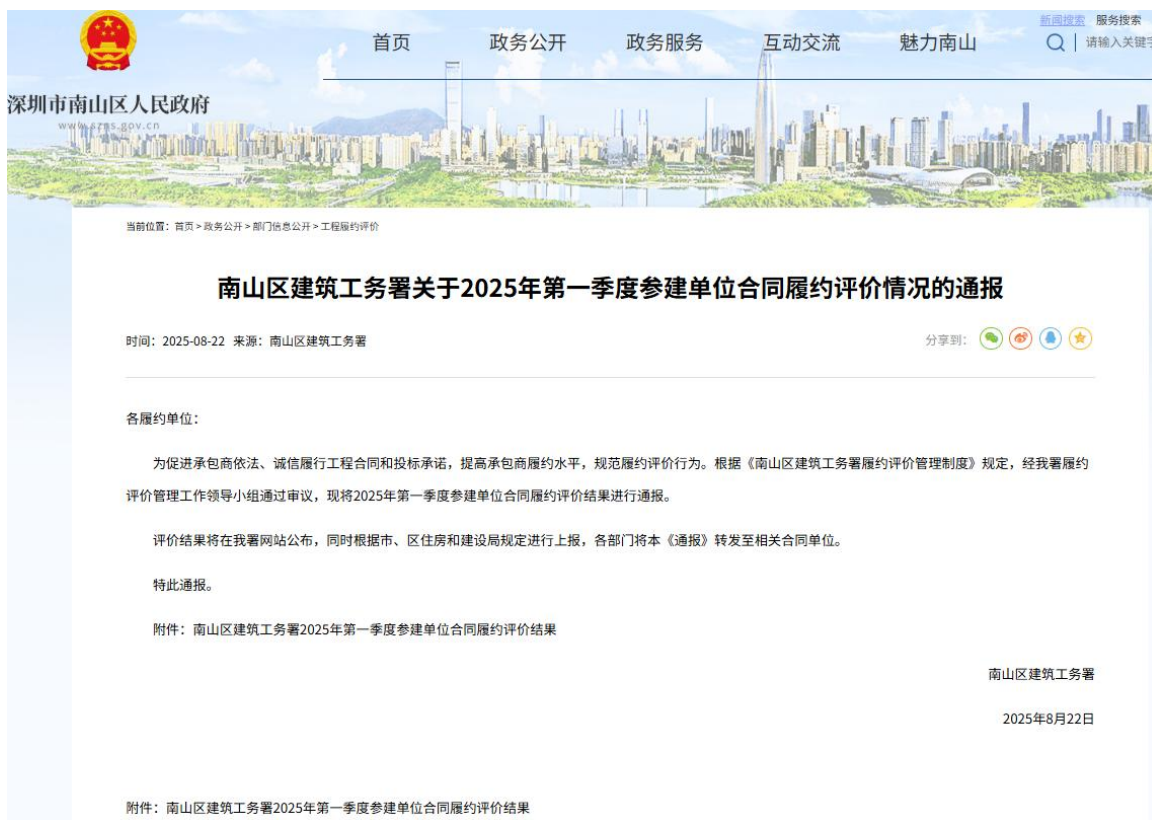 新闻搜索 服务搜索
首页 政务公开 政务服务 互动交流 魅力南山 请输入关键字
深圳市南山区人民政府
www.szns.gov.cn
当前位置：首页 > 政务公开 > 部门信息公开 > 工程履约评价
南山区建筑工务署关于2025年第一季度参建单位合同履约评价情况的通报
时间：2025-08-22 来源：南山区建筑工务署 分享到：
各履约单位：
为促进承包商依法、诚信履行工程合同和投标承诺，提高承包商履约水平，规范履约评价行为。根据《南山区建筑工务署履约评价管理制度》规定，经我署履约
评价管理工作领导小组通过审议，现将2025年第一季度参建单位合同履约评价结果进行通报。
评价结果将在我署网站公布，同时根据市、区住房和建设局规定进行上报，各部门将本《通报》转发至相关合同单位。
特此通报。
附件：南山区建筑工务署2025年第一季度参建单位合同履约评价结果
南山区建筑工务署
2025年8月22日
附件：南山区建筑工务署2025年第一季度参建单位合同履约评价结果